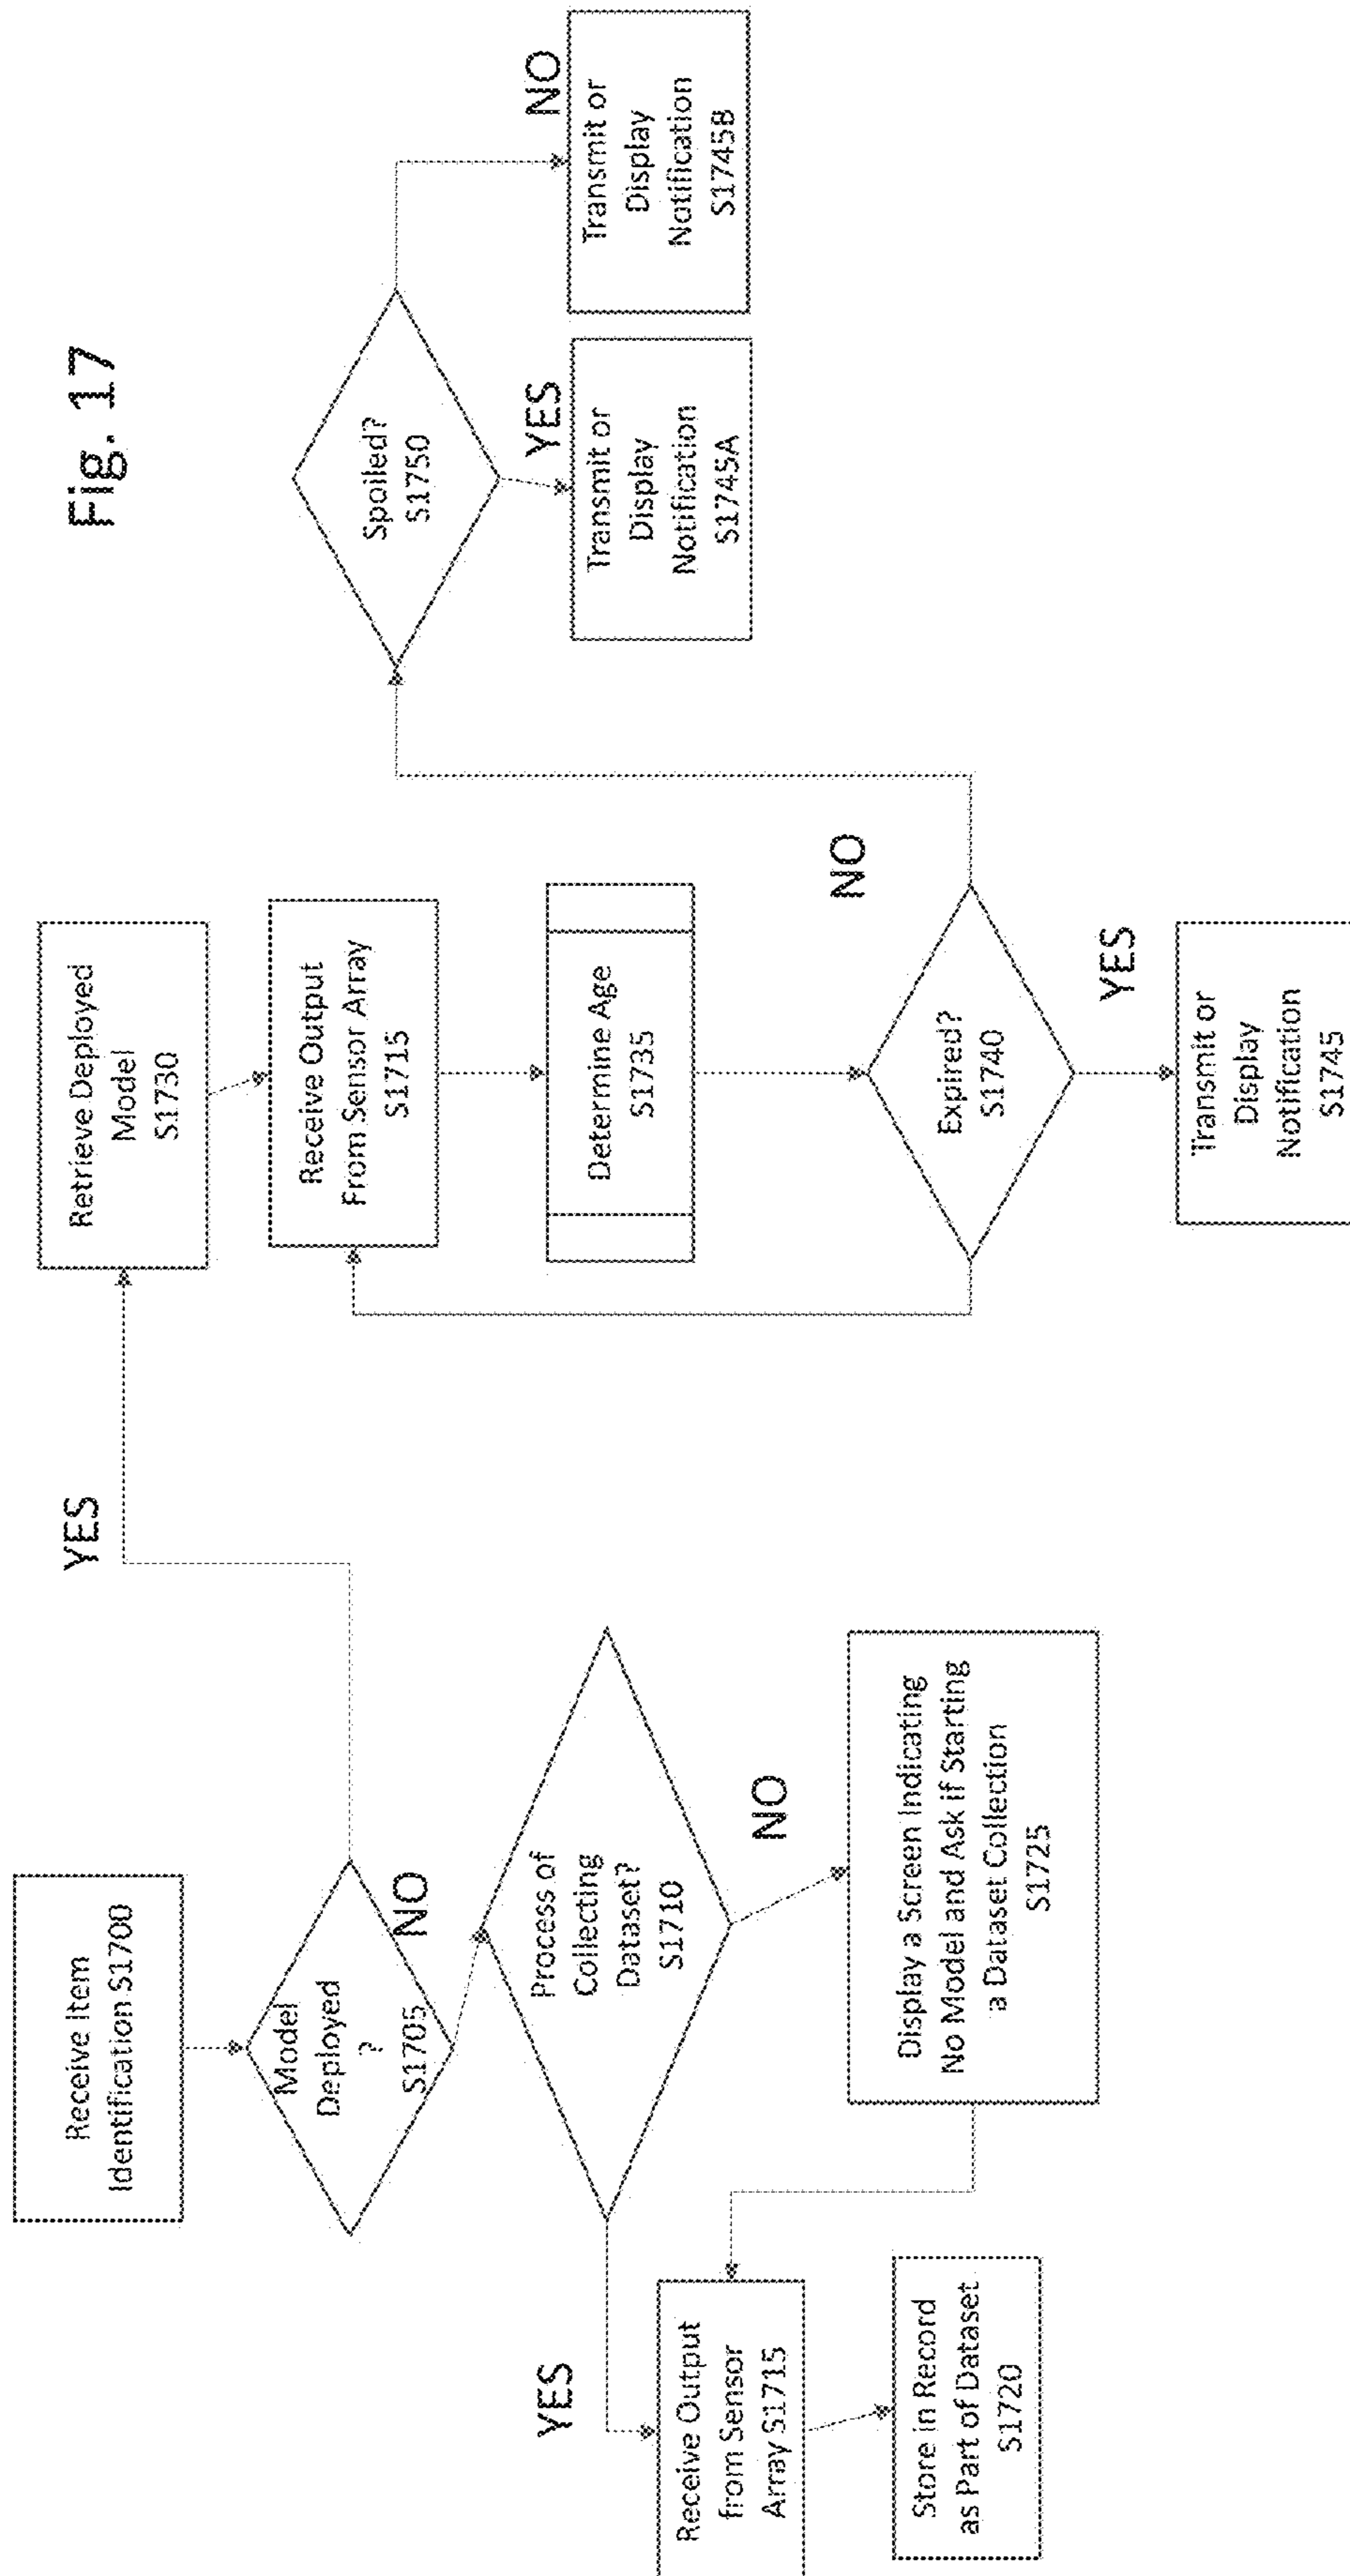 Fig. 17
Receive Item
Identification S1700
Model
Deployed
?
S1705
YES
NO
Process of
Collecting
Dataset?
S1710
YES
NO
Receive Output
from Sensor
Array S1715
Store in Record
as Part of Dataset
S1720
Display a Screen Indicating
No Model and Ask if Starting
a Dataset Collection
S1725
Retrieve Deployed
Model
S1730
Receive Output
From Sensor Array
S1715
Determine Age
S1735
Expired?
S1740
NO
YES
Transmit or
Display
Notification
S1745
Spoiled?
S1750
YES
NO
Transmit or
Display
Notification
S1745A
Transmit or
Display
Notification
S1745B